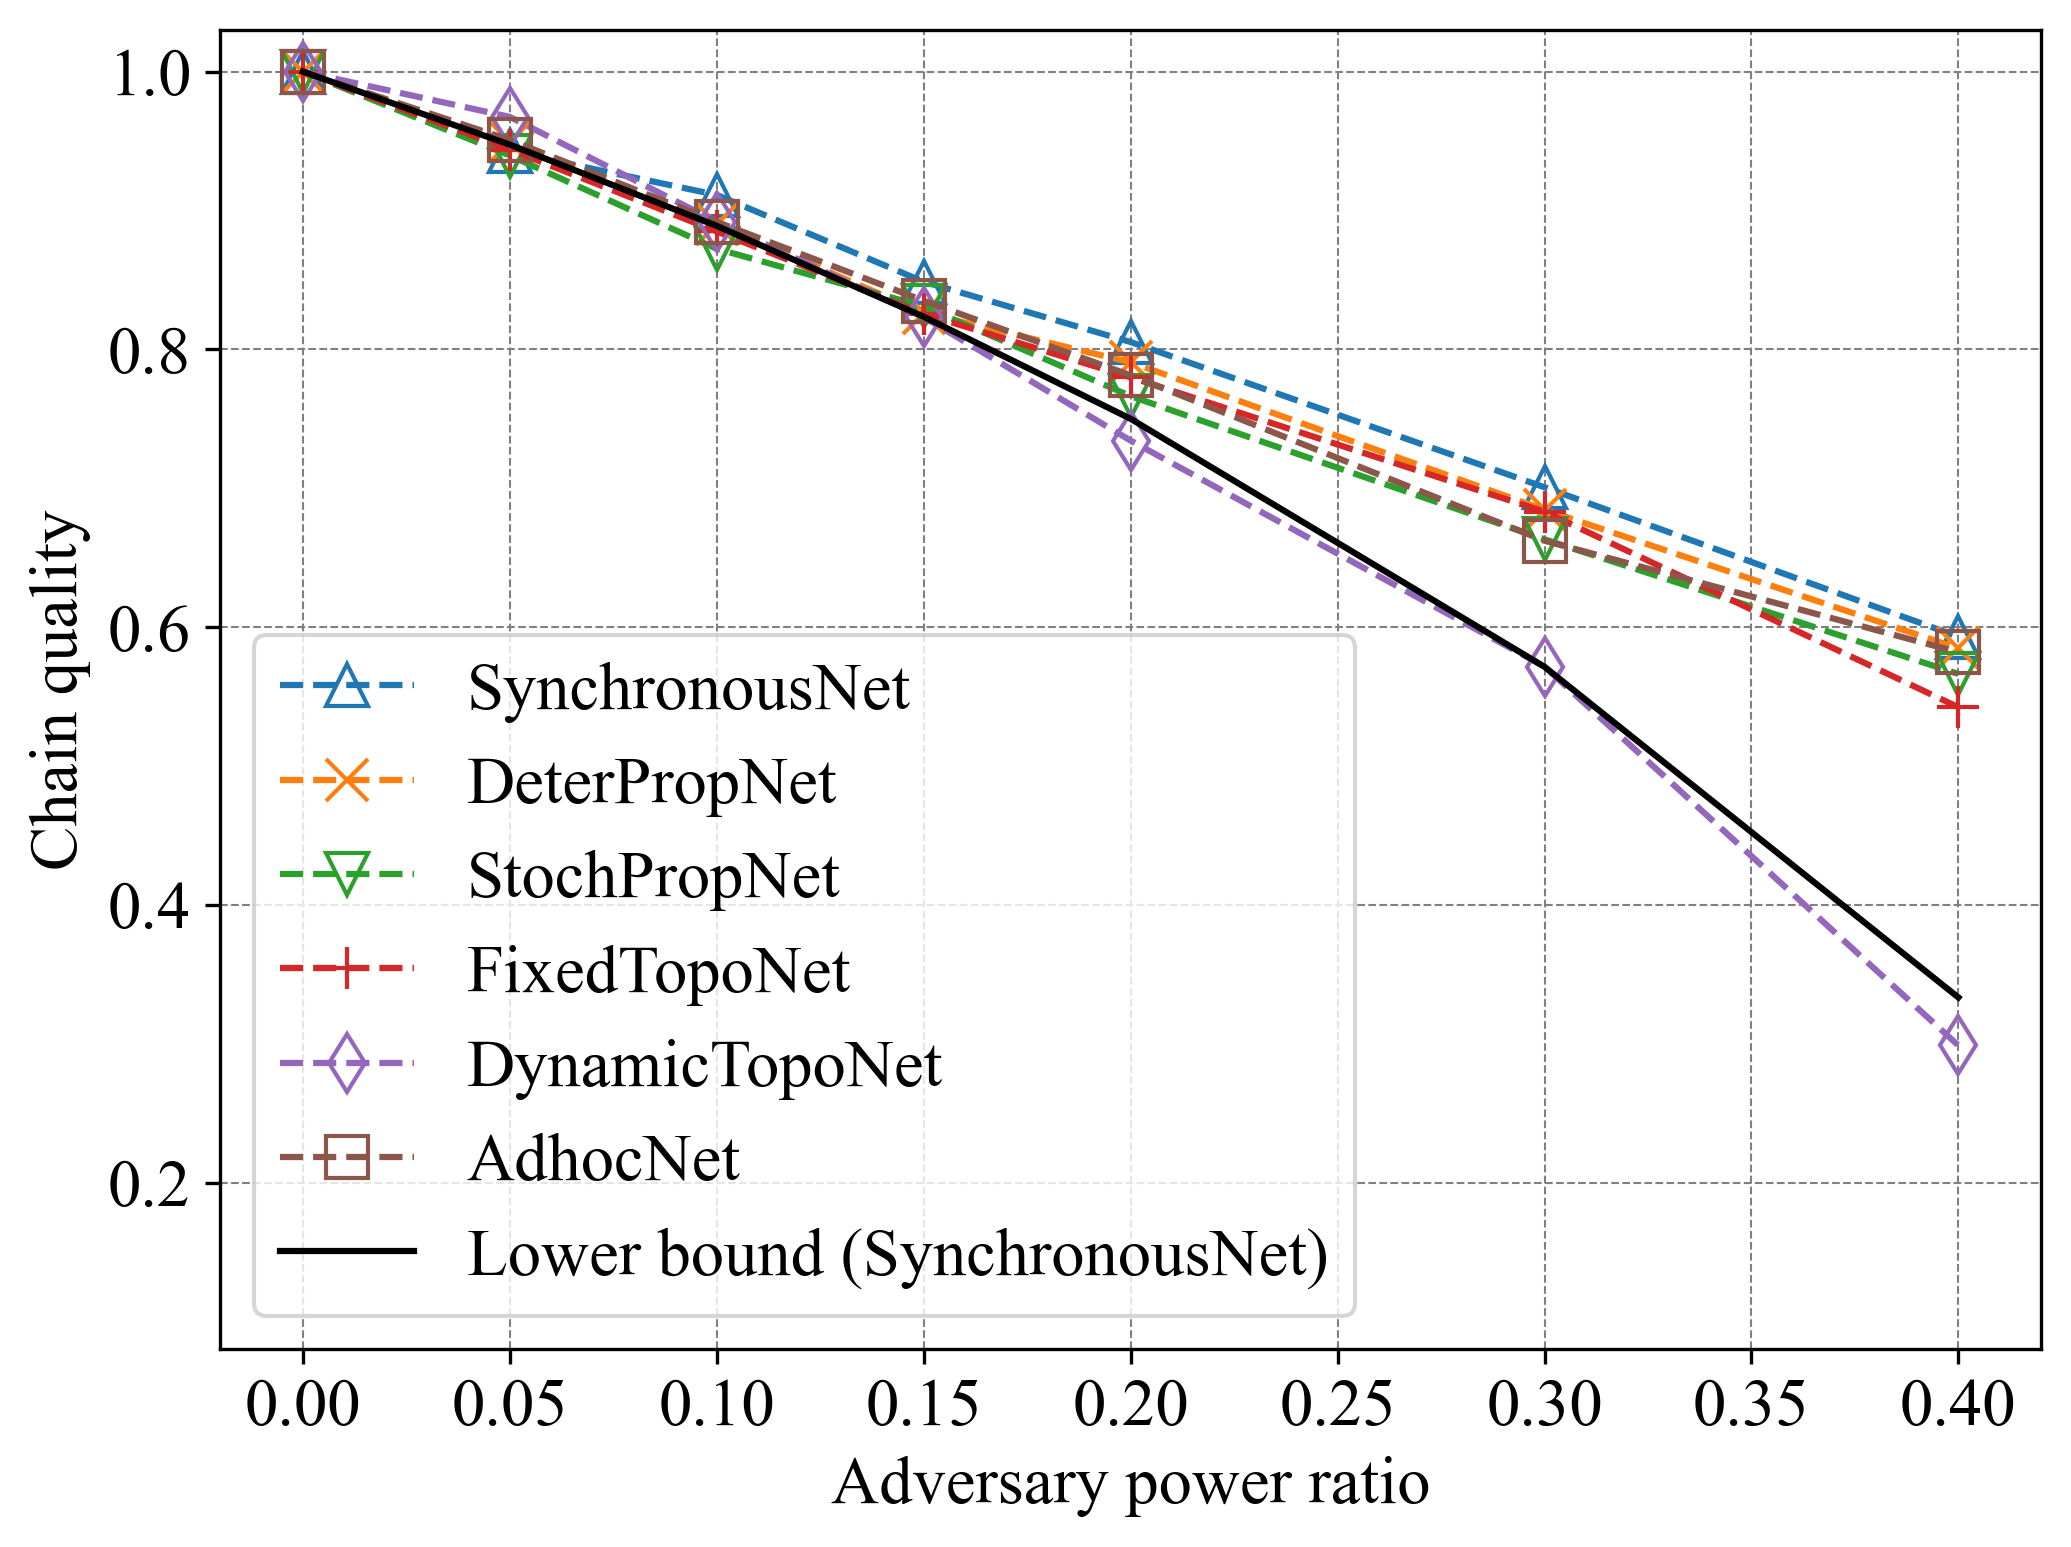 1.0
0.8
0.6
0.4
0.2
Chain quality
SynchronousNet
DeterPropNet
StochPropNet
FixedTopoNet
DynamicTopoNet
AdhocNet
Lower bound (SynchronousNet)
0.00 0.05 0.10 0.15 0.20 0.25 0.30 0.35 0.40
Adversary power ratio